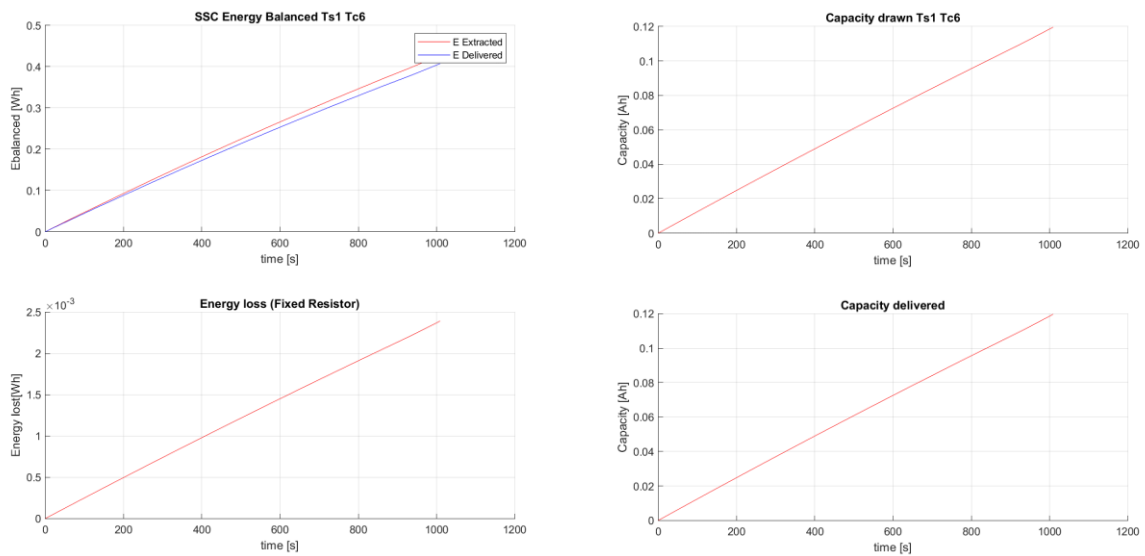 SSC Energy Balanced Ts1 Tc6
Ebalanced [Wh]
0.5
0.4
0.3
0.2
0.1
0
E Extracted
E Delivered
0 200 400 600 800 1000 1200
time [s]
Capacity drawn Ts1 Tc6
Capacity [Ah]
0.12
0.1
0.08
0.06
0.04
0.02
0
0 200 400 600 800 1000 1200
time [s]
Energy loss (Fixed Resistor)
×10⁻³
Energy lost[Wh]
2.5
2
1.5
1
0.5
0
0 200 400 600 800 1000 1200
time [s]
Capacity delivered
Capacity [Ah]
0.12
0.1
0.08
0.06
0.04
0.02
0
0 200 400 600 800 1000 1200
time [s]